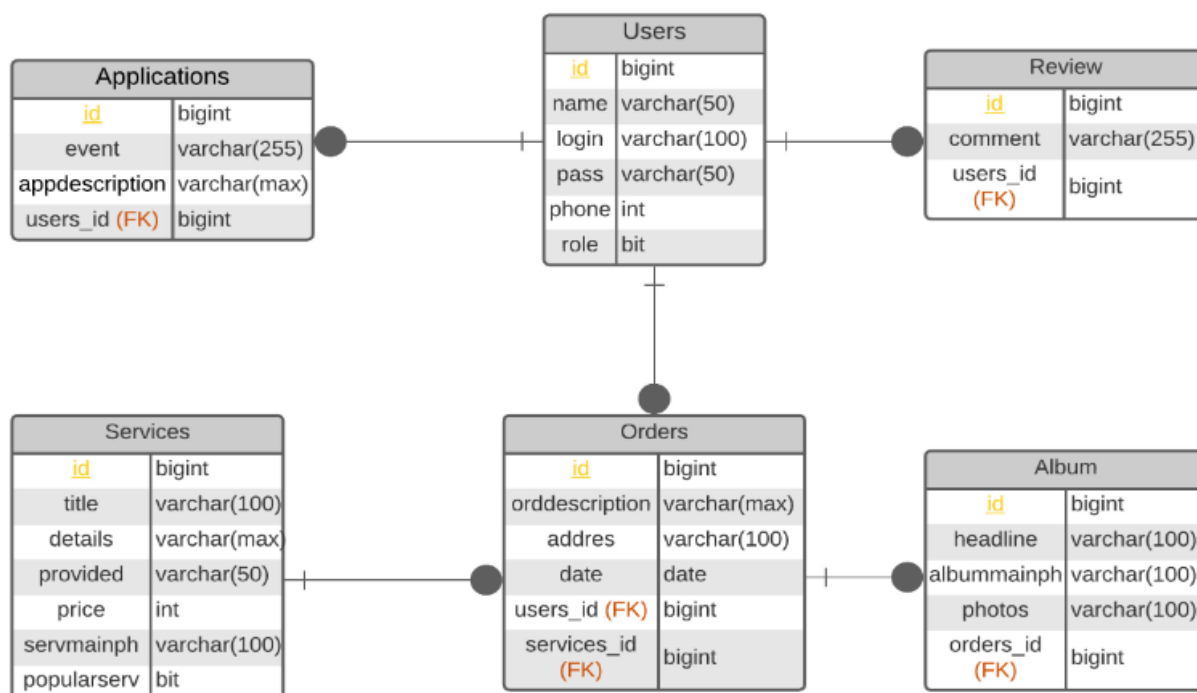 Applications
id bigint
event varchar(255)
appdescription varchar(max)
users_id (FK) bigint
Users
id bigint
name varchar(50)
login varchar(100)
pass varchar(50)
phone int
role bit
Review
id bigint
comment varchar(255)
users_id
(FK) bigint
Services
id bigint
title varchar(100)
details varchar(max)
provided varchar(50)
price int
servmainph varchar(100)
popularserv bit
Orders
id bigint
orddescription varchar(max)
addres varchar(100)
date date
users_id (FK) bigint
services_id
(FK) bigint
Album
id bigint
headline varchar(100)
albummainph varchar(100)
photos varchar(100)
orders_id
(FK) bigint